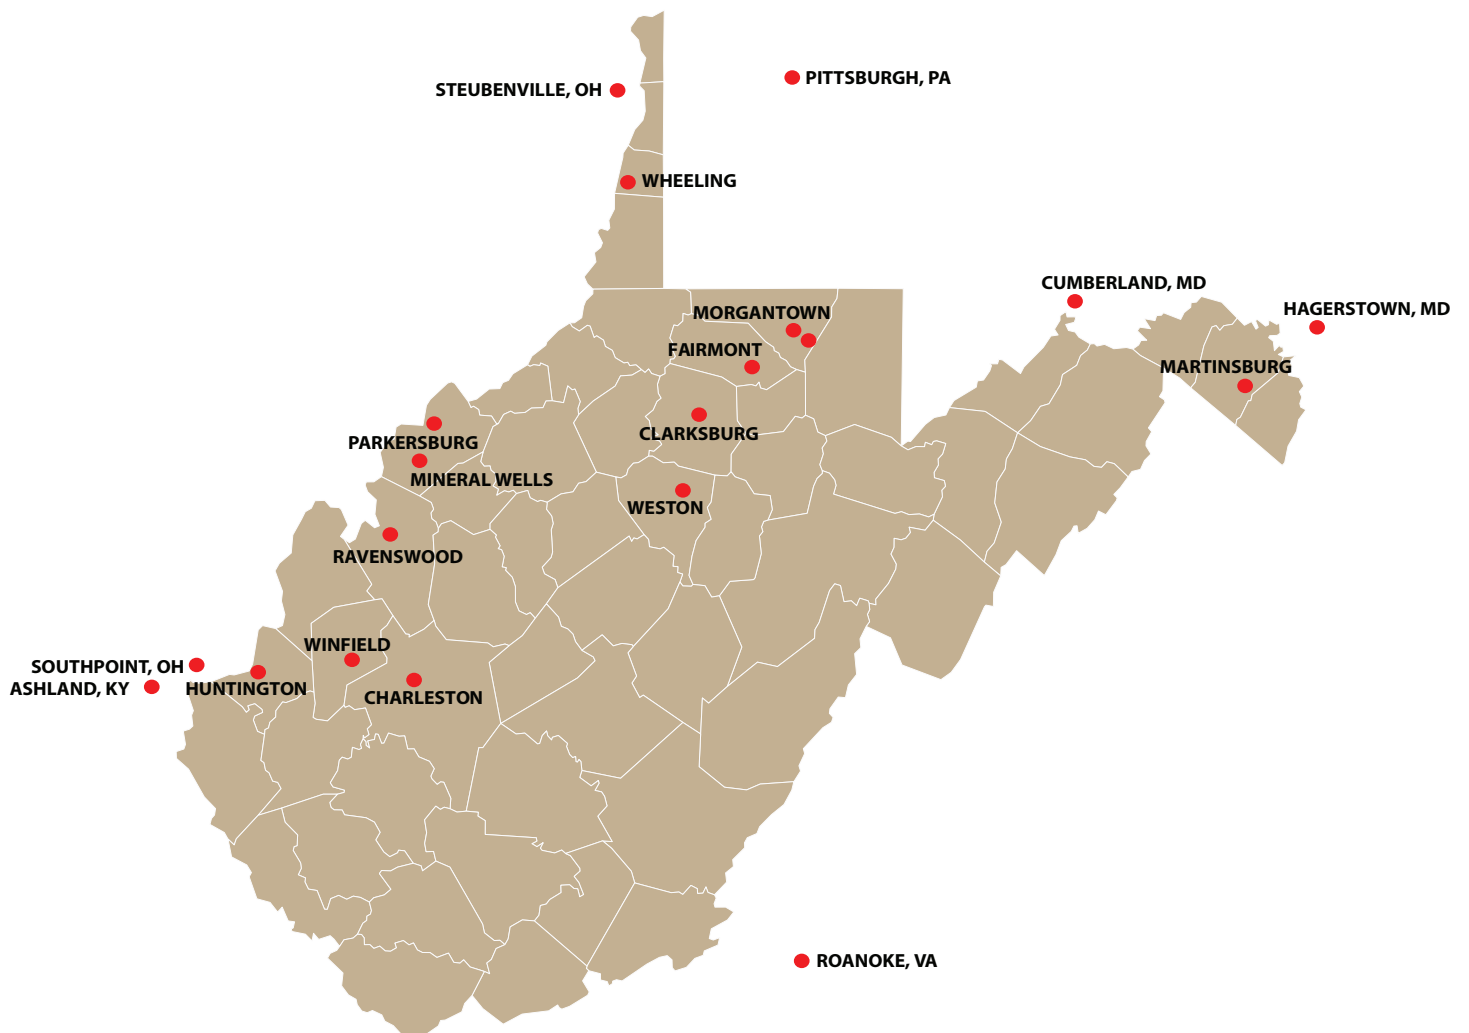 PITTSBURGH, PA
STEUBENVILLE, OH
WHEELING
CUMBERLAND, MD
HAGERSTOWN, MD
MORGANTOWN
FAIRMONT
MARTINSBURG
CLARKSBURG
PARKERSBURG
MINERAL WELLS
WESTON
RAVENSWOOD
WINFIELD
SOUTHPOINT, OH
ASHLAND, KY
HUNTINGTON
CHARLESTON
ROANOKE, VA